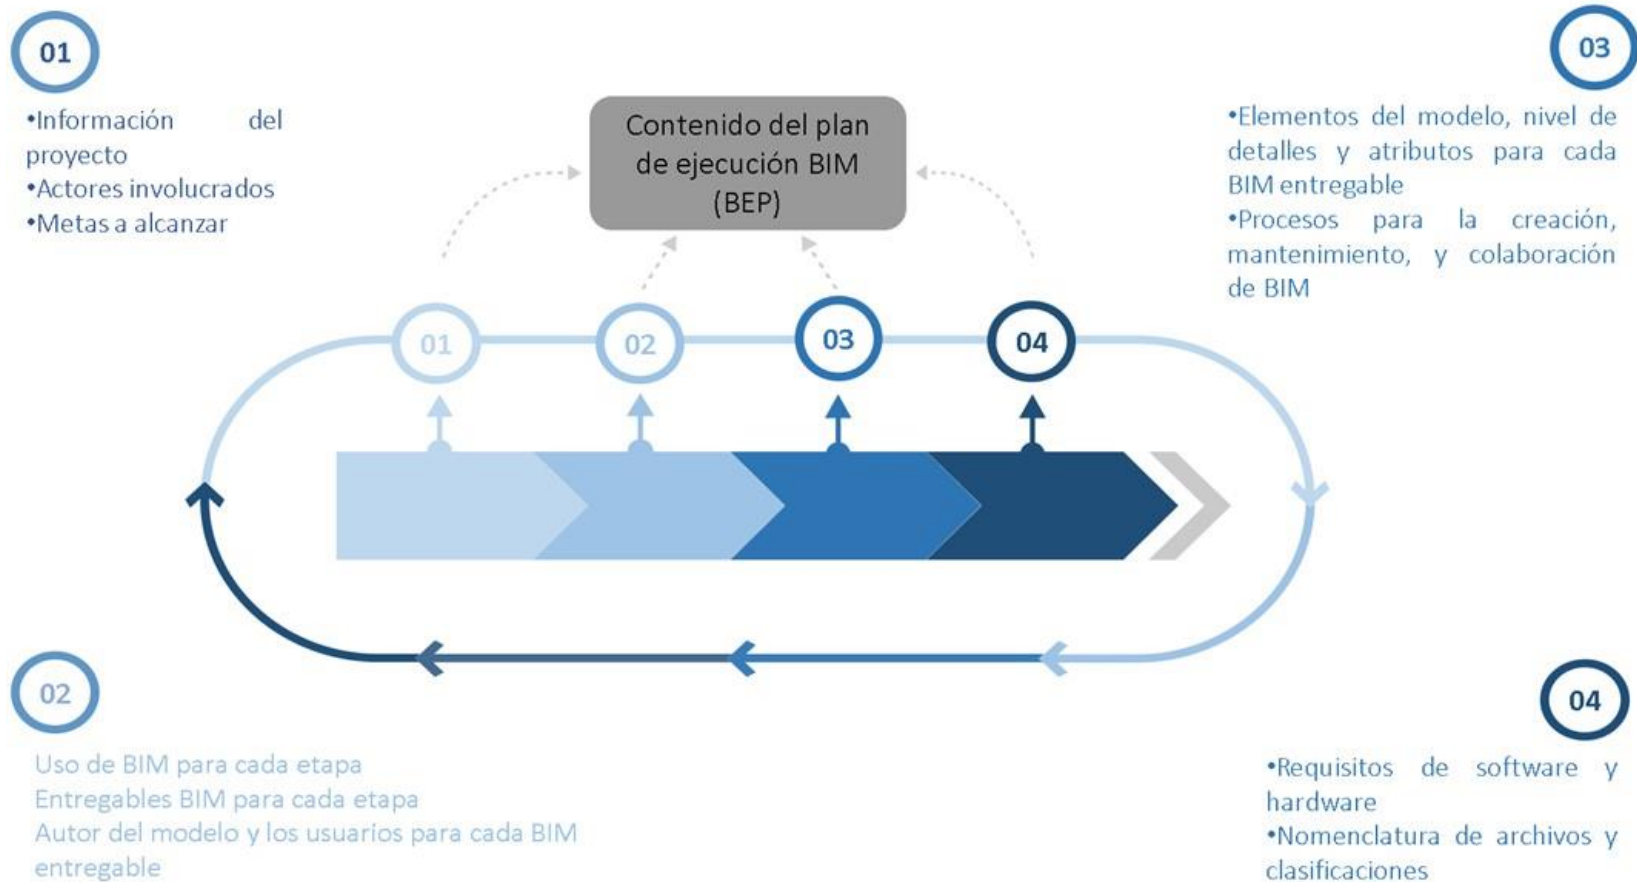 01
•Información del
proyecto
•Actores involucrados
•Metas a alcanzar
Contenido del plan
de ejecución BIM
(BEP)
03
•Elementos del modelo, nivel de
detalles y atributos para cada
BIM entregable
•Procesos para la creación,
mantenimiento, y colaboración
de BIM
01
02
03
04
02
Uso de BIM para cada etapa
Entregables BIM para cada etapa
Autor del modelo y los usuarios para cada BIM
entregable
04
•Requisitos de software y
hardware
•Nomenclatura de archivos y
clasificaciones